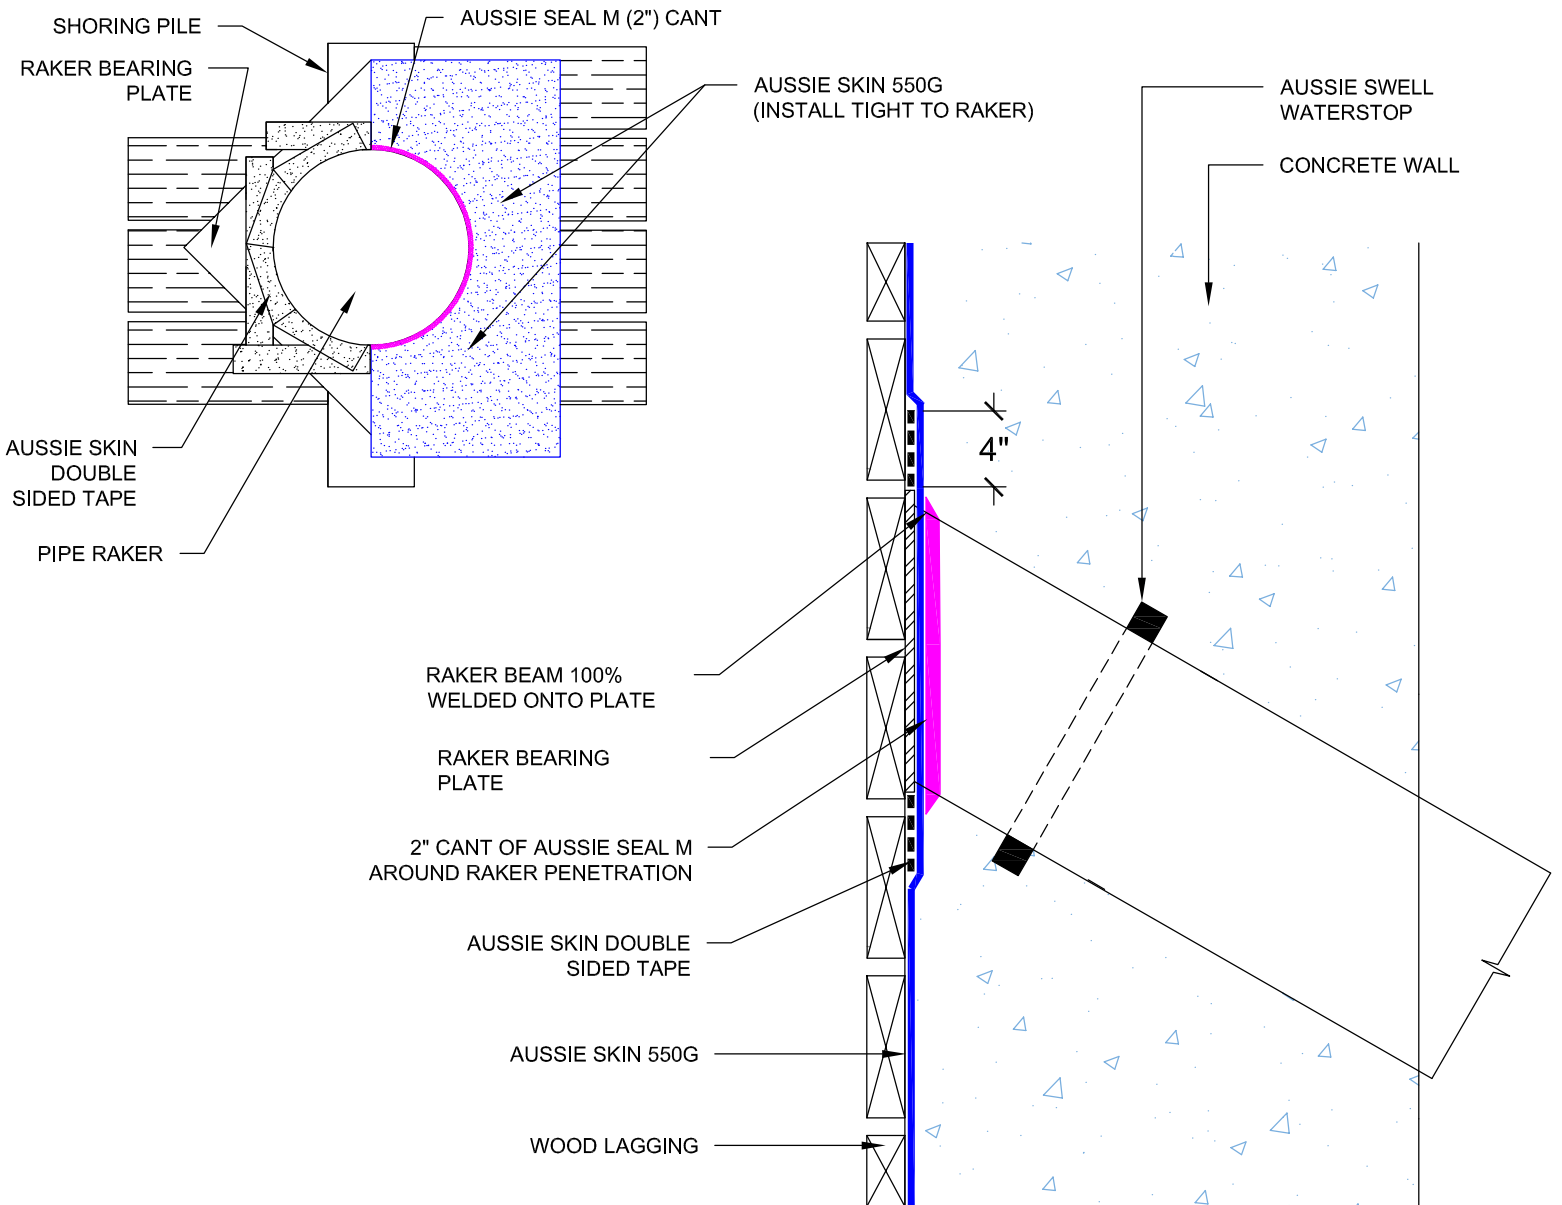 AUSSIE SEAL M (2") CANT
SHORING PILE
RAKER BEARING
PLATE
AUSSIE SKIN 550G
(INSTALL TIGHT TO RAKER)
AUSSIE SWELL
WATERSTOP
CONCRETE WALL
AUSSIE SKIN
DOUBLE
SIDED TAPE
PIPE RAKER
4"
RAKER BEAM 100%
WELDED ONTO PLATE
RAKER BEARING
PLATE
2" CANT OF AUSSIE SEAL M
AROUND RAKER PENETRATION
AUSSIE SKIN DOUBLE
SIDED TAPE
AUSSIE SKIN 550G
WOOD LAGGING